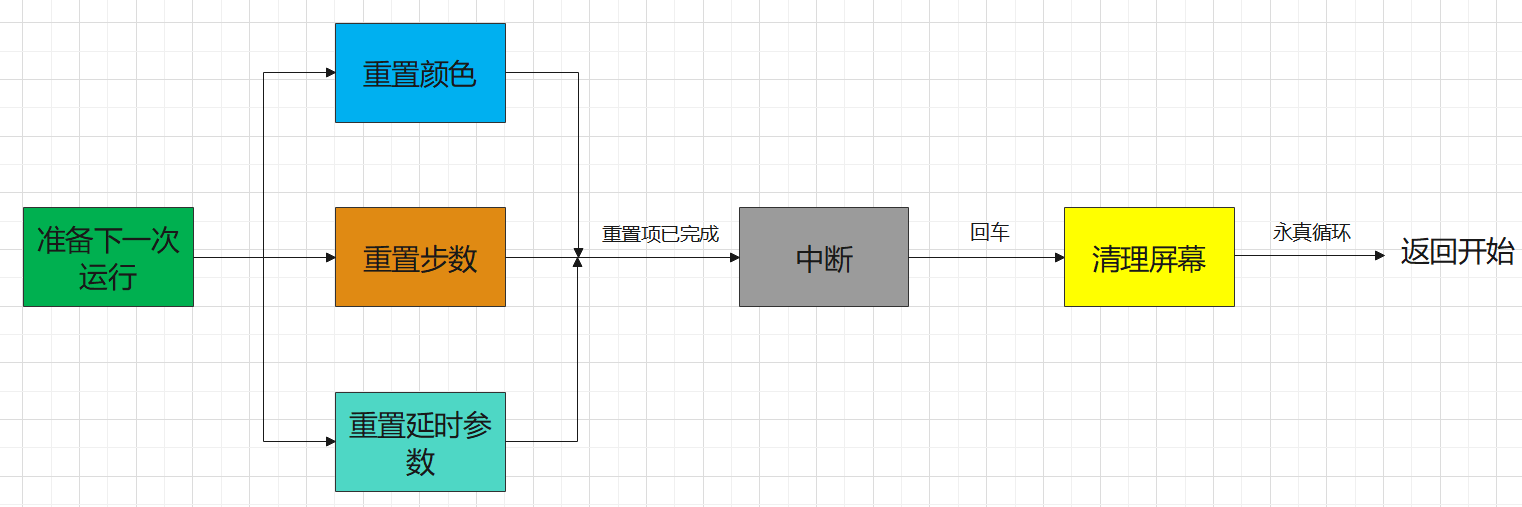 重置颜色
准备下一次
运行
重置步数
重置延时参
数
重置项已完成
中断
回车
清理屏幕
永真循环
返回开始